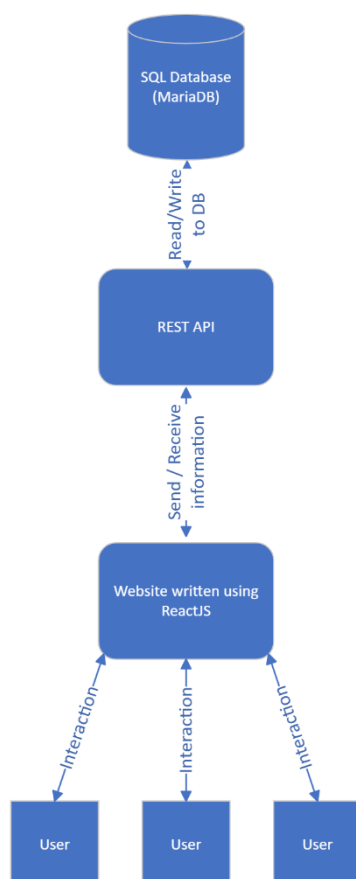 SQL Database
(MariaDB)
Read/Write
to DB
REST API
Send / Receive
information
Website written using
ReactJS
Interaction
Interaction
Interaction
User
User
User